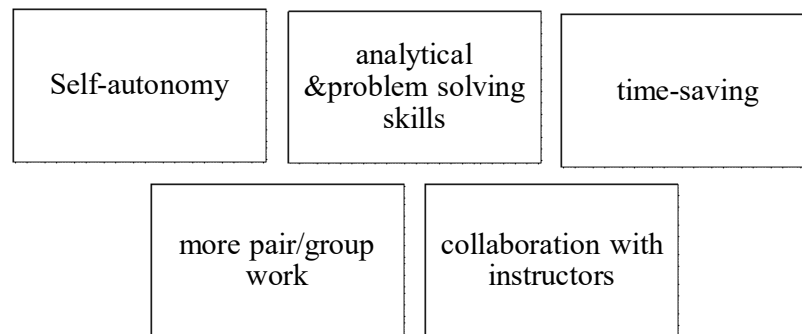 Self-autonomy
analytical
&problem solving
skills
time-saving
more pair/group
work
collaboration with
instructors